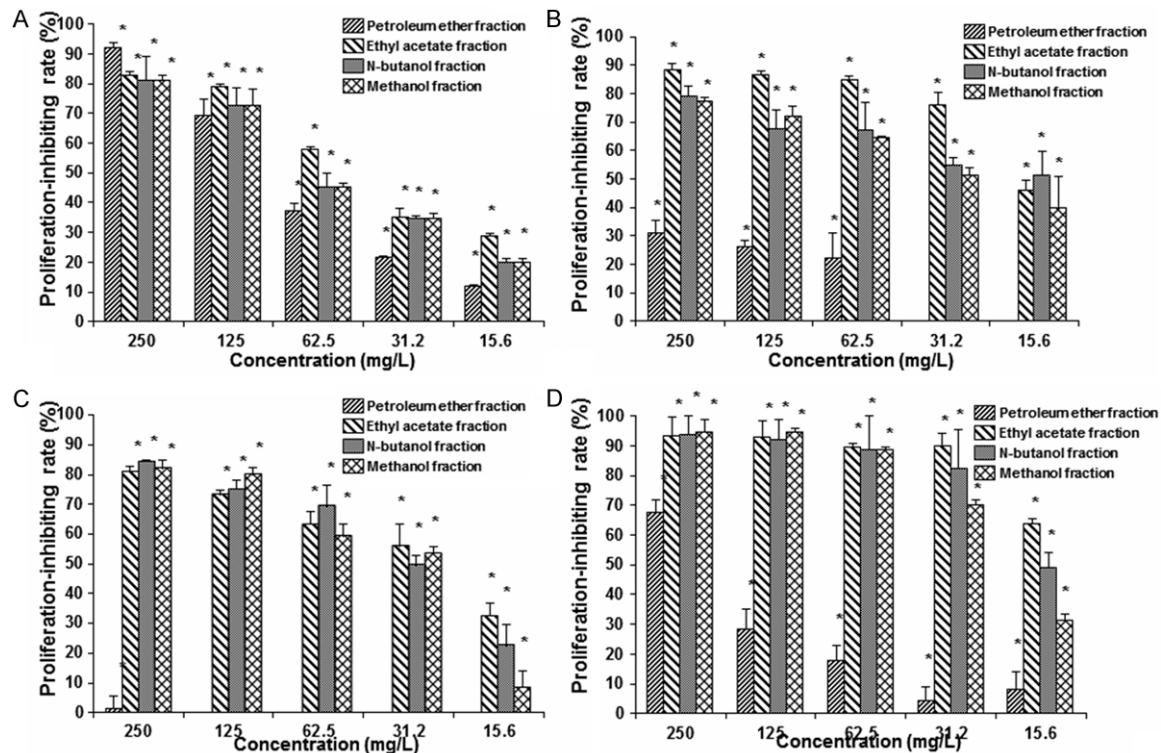 A
Proliferation-inhibiting rate (%)
100
90
80
70
60
50
40
30
20
10
0
Petroleum ether fraction
Ethyl acetate fraction
N-butanol fraction
Methanol fraction
* * * *
* * * *
* * * *
* * * *
* * * *
250 125 62.5 31.2 15.6
Concentration (mg/L)
B
Proliferation-inhibiting rate (%)
100
90
80
70
60
50
40
30
20
10
0
Petroleum ether fraction
Ethyl acetate fraction
N-butanol fraction
Methanol fraction
* * * *
* * * *
* * * *
* * *
* * *
250 125 62.5 31.2 15.6
Concentration (mg/L)
C
Proliferation-inhibiting rate (%)
100
90
80
70
60
50
40
30
20
10
0
Petroleum ether fraction
Ethyl acetate fraction
N-butanol fraction
Methanol fraction
* * * *
* * *
* * *
* * *
* * *
250 125 62.5 31.2 15.6
Concentration (mg/L)
D
Proliferation-inhibiting rate (%)
100
90
80
70
60
50
40
30
20
10
0
Petroleum ether fraction
Ethyl acetate fraction
N-butanol fraction
Methanol fraction
* * * *
* * * *
* * * *
* * * *
* * * *
250 125 62.5 31.2 15.6
Concentration (mg/L)